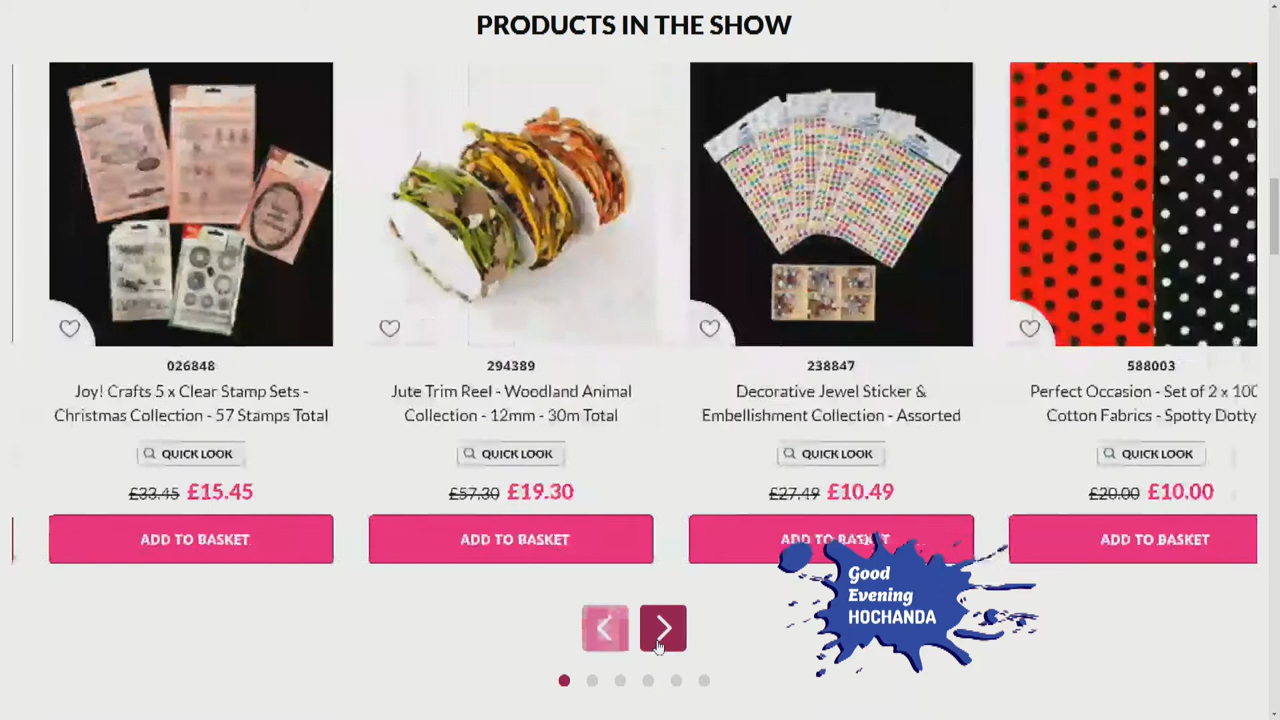 PRODUCTS IN THE SHOW
026848
Joy! Crafts 5 x Clear Stamp Sets -
Christmas Collection - 57 Stamps Total
QUICK LOOK
£33.45 £15.45
ADD TO BASKET
294389
Jute Trim Reel - Woodland Animal
Collection - 12mm - 30m Total
QUICK LOOK
£57.30 £19.30
ADD TO BASKET
238847
Decorative Jewel Sticker &
Embellishment Collection - Assorted
QUICK LOOK
£27.49 £10.49
ADD TO BASKET
588003
Perfect Occasion - Set of 2 x 100
Cotton Fabrics - Spotty Dotty
QUICK LOOK
£20.00 £10.00
ADD TO BASKET
Good
Evening
HOCHANDA